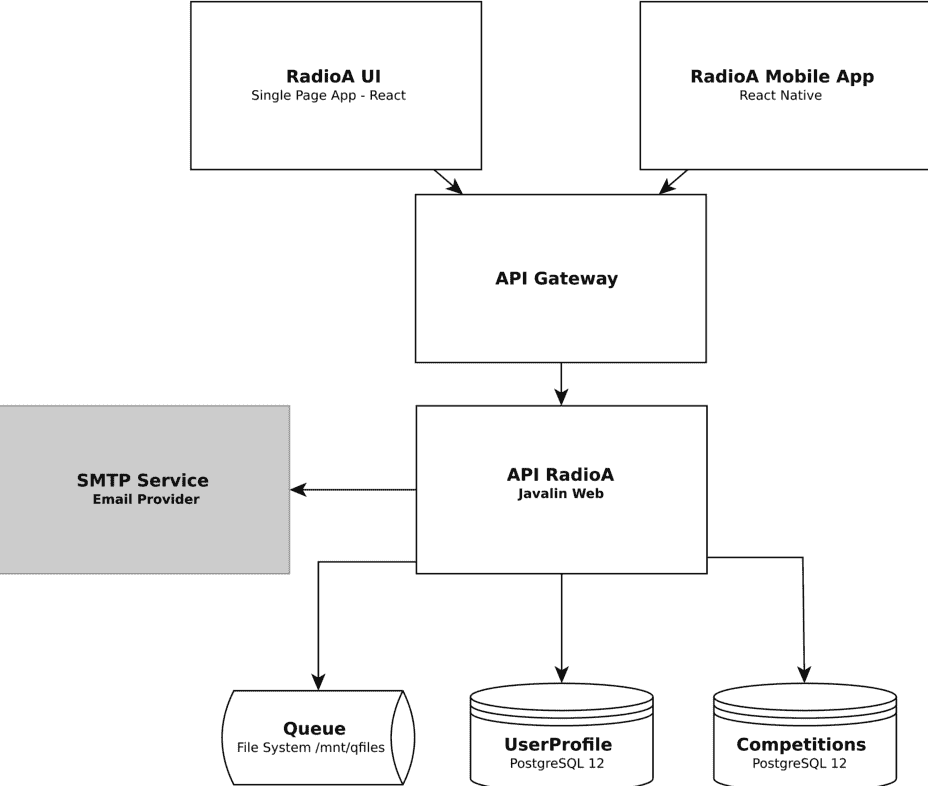 RadioA UI
Single Page App - React
RadioA Mobile App
React Native
API Gateway
SMTP Service
Email Provider
API RadioA
Javalin Web
Queue
File System /mnt/qfiles
UserProfile
PostgreSQL 12
Competitions
PostgreSQL 12